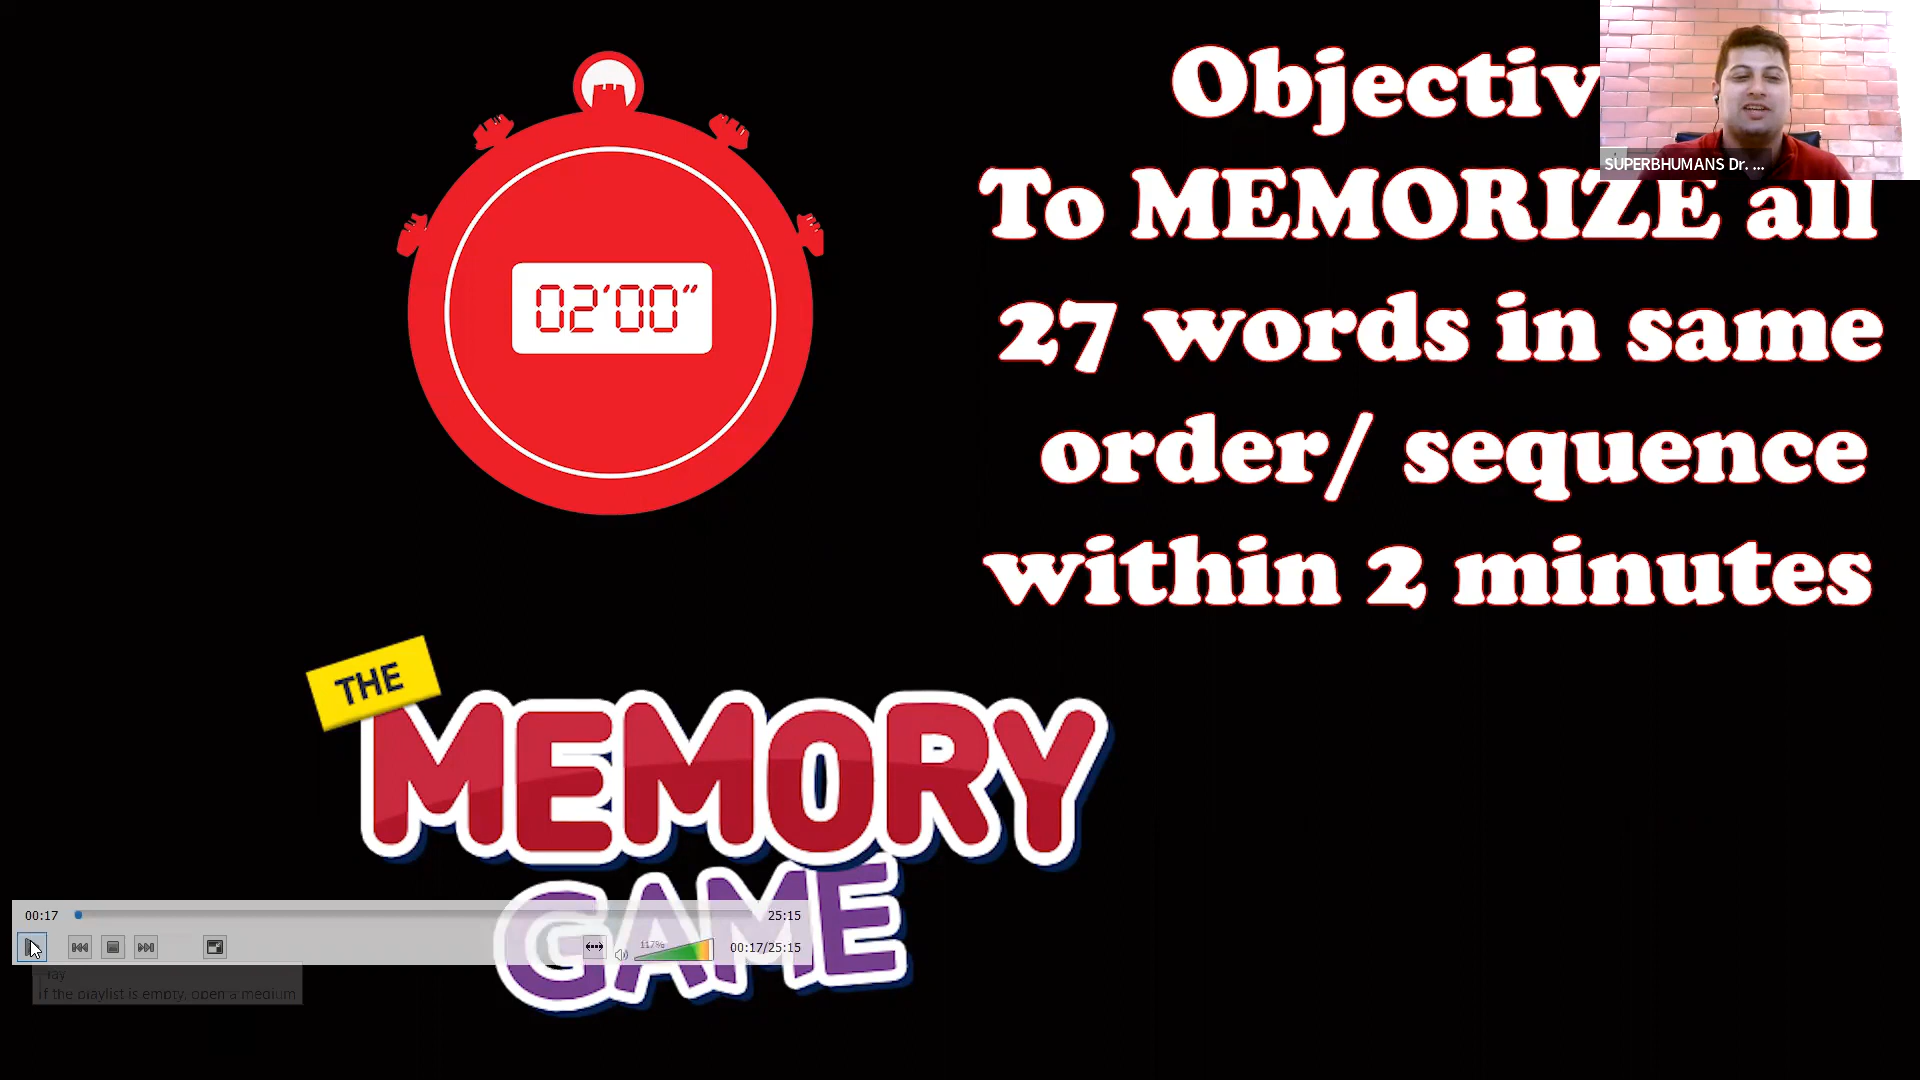 Objectiv
To MEMORIZE all
27 words in same
order/ sequence
within 2 minutes
SUPERBHUMANS Dr. ...
02'00"
THE
MEMORY
GAME
00:17
25:15
117%
00:17/25:15
If the playlist is empty, open a medium